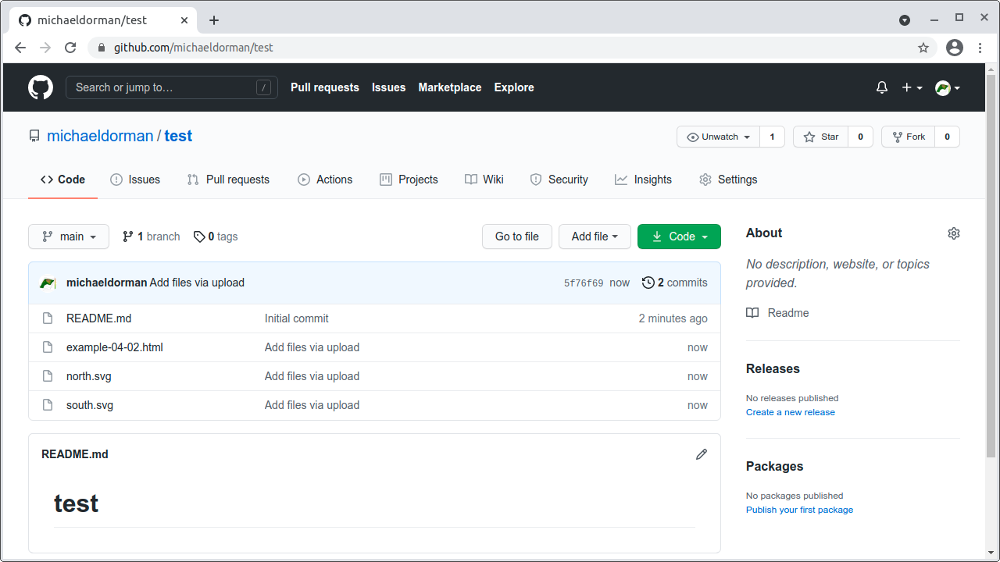 michaeldorman/test
github.com/michaeldorman/test
Search or jump to… / Pull requests Issues Marketplace Explore
michaeldorman / test Unwatch 1 Star 0 Fork 0
Code Issues Pull requests Actions Projects Wiki Security Insights Settings
main 1 branch 0 tags Go to file Add file Code
michaeldorman Add files via upload 5f76f69 now 2 commits
README.md Initial commit 2 minutes ago
example-04-02.html Add files via upload now
north.svg Add files via upload now
south.svg Add files via upload now
README.md
test
About
No description, website, or topics
provided.
Readme
Releases
No releases published
Create a new release
Packages
No packages published
Publish your first package